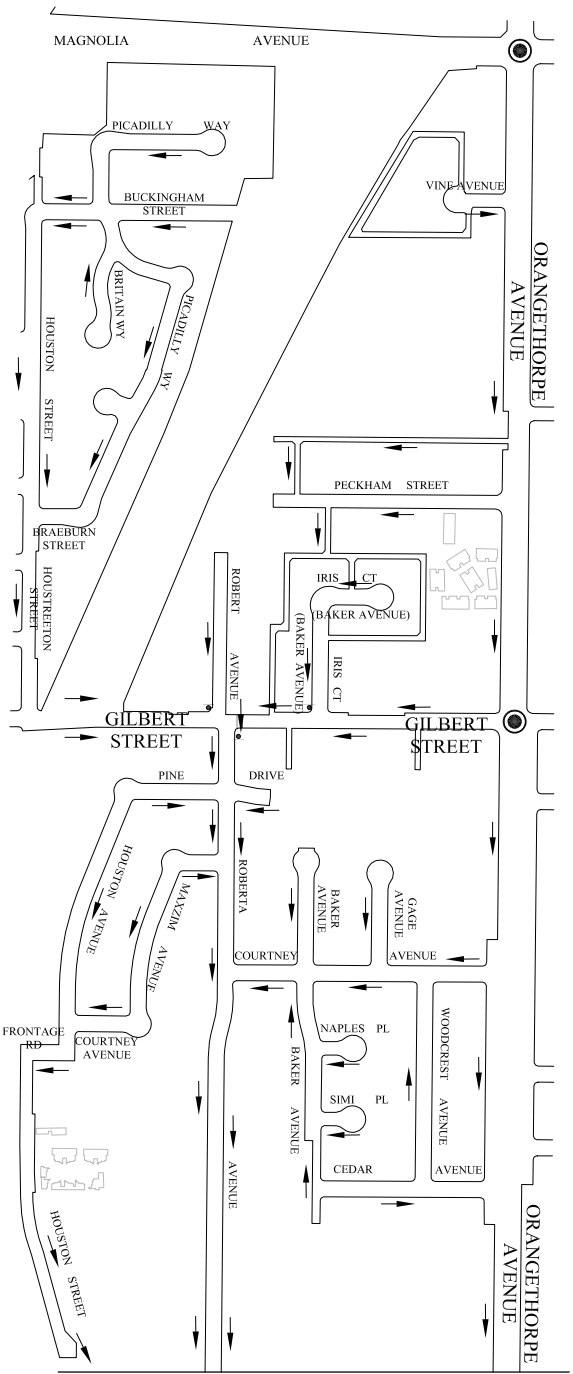 MAGNOLIA AVENUE
PICADILLY WAY
VINE AVENUE
BUCKINGHAM
STREET
ORANGETHORPE
AVENUE
BRITAIN WY
PICADILLY WY
HOUSTON STREET
PECKHAM STREET
BRAEBURN
STREET
HOUSTREETON
STREET
ROBERT AVENUE
IRIS CT
(BAKER AVENUE)
(BAKER AVENUE)
IRIS CT
GILBERT
STREET
GILBERT
STREET
PINE DRIVE
HOUSTON AVENUE
MAXZIM AVENUE
ROBERTA AVENUE
BAKER
AVENUE
GAGE
AVENUE
COURTNEY AVENUE
FRONTAGE
RD
COURTNEY
AVENUE
NAPLES PL
BAKER AVENUE
WOODCREST AVENUE
SIMI PL
CEDAR AVENUE
HOUSTON STREET
ORANGETHORPE
AVENUE